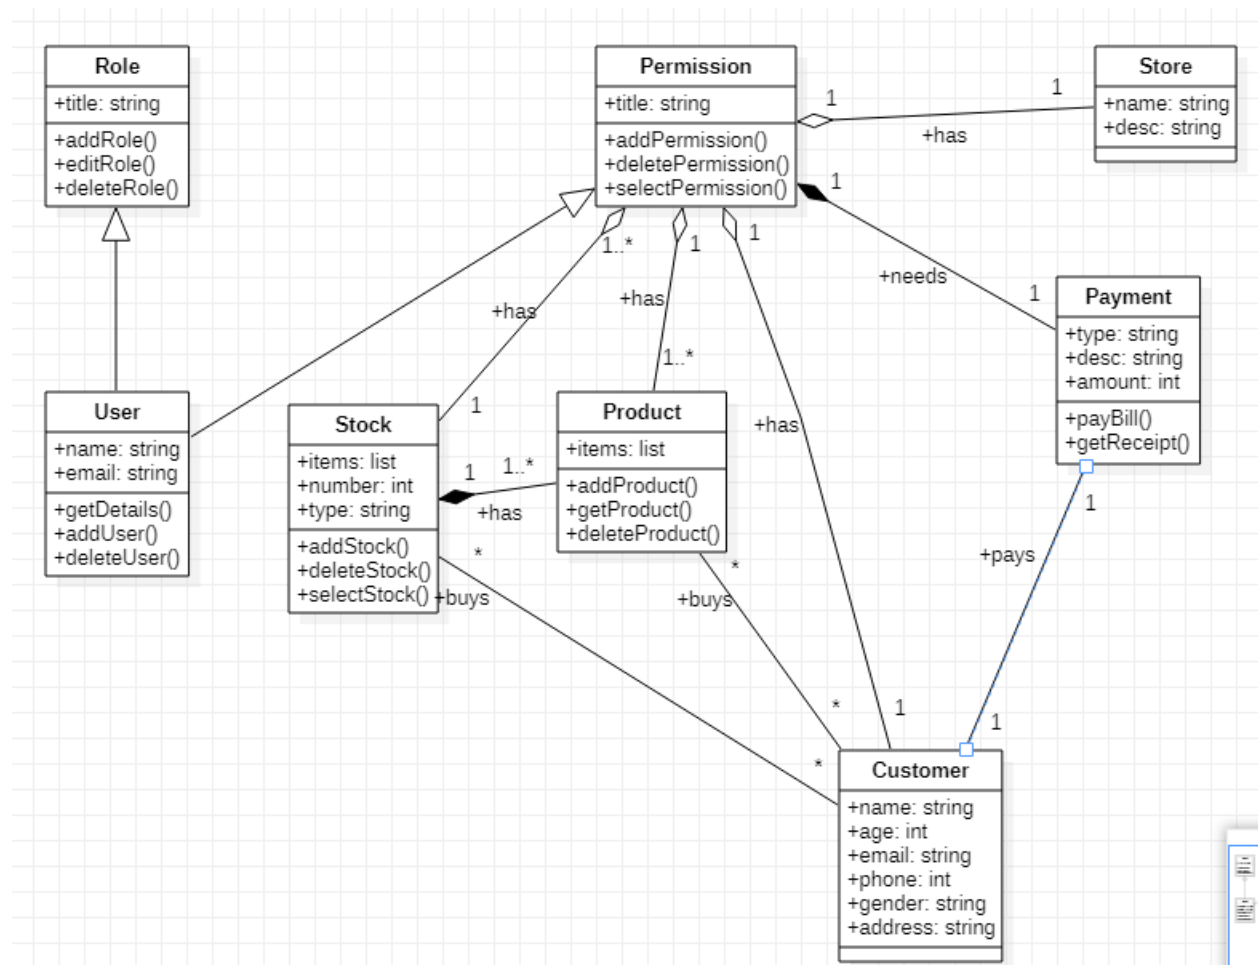 Role
+title: string
+addRole()
+editRole()
+deleteRole()
Permission
+title: string
+addPermission()
+deletePermission()
+selectPermission()
Store
+name: string
+desc: string
1
1
+has
1
+needs
1
1..*
+has
1
1
+has
1..*
1
+has
1
Payment
+type: string
+desc: string
+amount: int
+payBill()
+getReceipt()
User
+name: string
+email: string
+getDetails()
+addUser()
+deleteUser()
Stock
+items: list
+number: int
+type: string
+addStock()
+deleteStock()
+selectStock()
1
1..*
+has
Product
+items: list
+addProduct()
+getProduct()
+deleteProduct()
*
+buys
*
*
+buys
*
1
+pays
1
Customer
+name: string
+age: int
+email: string
+phone: int
+gender: string
+address: string